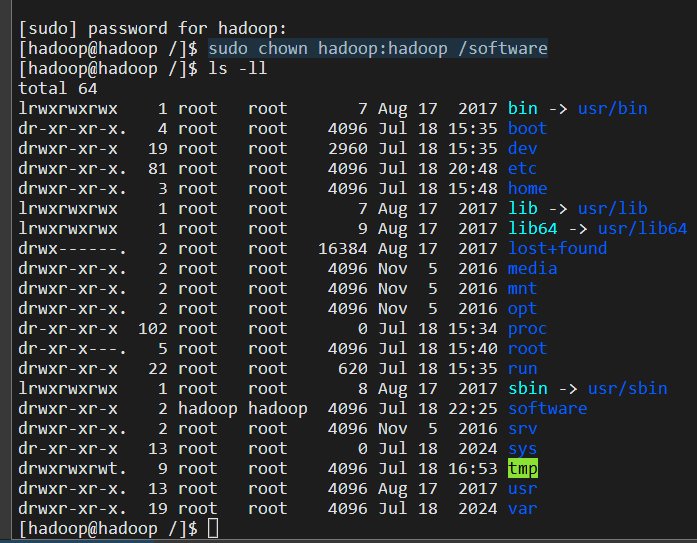 [sudo] password for hadoop:
[hadoop@hadoop /]$ sudo chown hadoop:hadoop /software
[hadoop@hadoop /]$ ls -ll
total 64
lrwxrwxrwx    1 root   root       7 Aug 17  2017 bin -> usr/bin
dr-xr-xr-x.   4 root   root    4096 Jul 18 15:35 boot
drwxr-xr-x   19 root   root    2960 Jul 18 15:35 dev
drwxr-xr-x.  81 root   root    4096 Jul 18 20:48 etc
drwxr-xr-x.   3 root   root    4096 Jul 18 15:48 home
lrwxrwxrwx    1 root   root       7 Aug 17  2017 lib -> usr/lib
lrwxrwxrwx    1 root   root       9 Aug 17  2017 lib64 -> usr/lib64
drwx------.   2 root   root   16384 Aug 17  2017 lost+found
drwxr-xr-x.   2 root   root    4096 Nov  5  2016 media
drwxr-xr-x.   2 root   root    4096 Nov  5  2016 mnt
drwxr-xr-x.   2 root   root    4096 Nov  5  2016 opt
dr-xr-xr-x  102 root   root       0 Jul 18 15:34 proc
dr-xr-x---.   5 root   root    4096 Jul 18 15:40 root
drwxr-xr-x   22 root   root     620 Jul 18 15:35 run
lrwxrwxrwx    1 root   root       8 Aug 17  2017 sbin -> usr/sbin
drwxr-xr-x    2 hadoop hadoop  4096 Jul 18 22:25 software
drwxr-xr-x.   2 root   root    4096 Nov  5  2016 srv
dr-xr-xr-x   13 root   root       0 Jul 18  2024 sys
drwxrwxrwt.   9 root   root    4096 Jul 18 16:53 tmp
drwxr-xr-x.  13 root   root    4096 Aug 17  2017 usr
drwxr-xr-x.  19 root   root    4096 Jul 18  2024 var
[hadoop@hadoop /]$